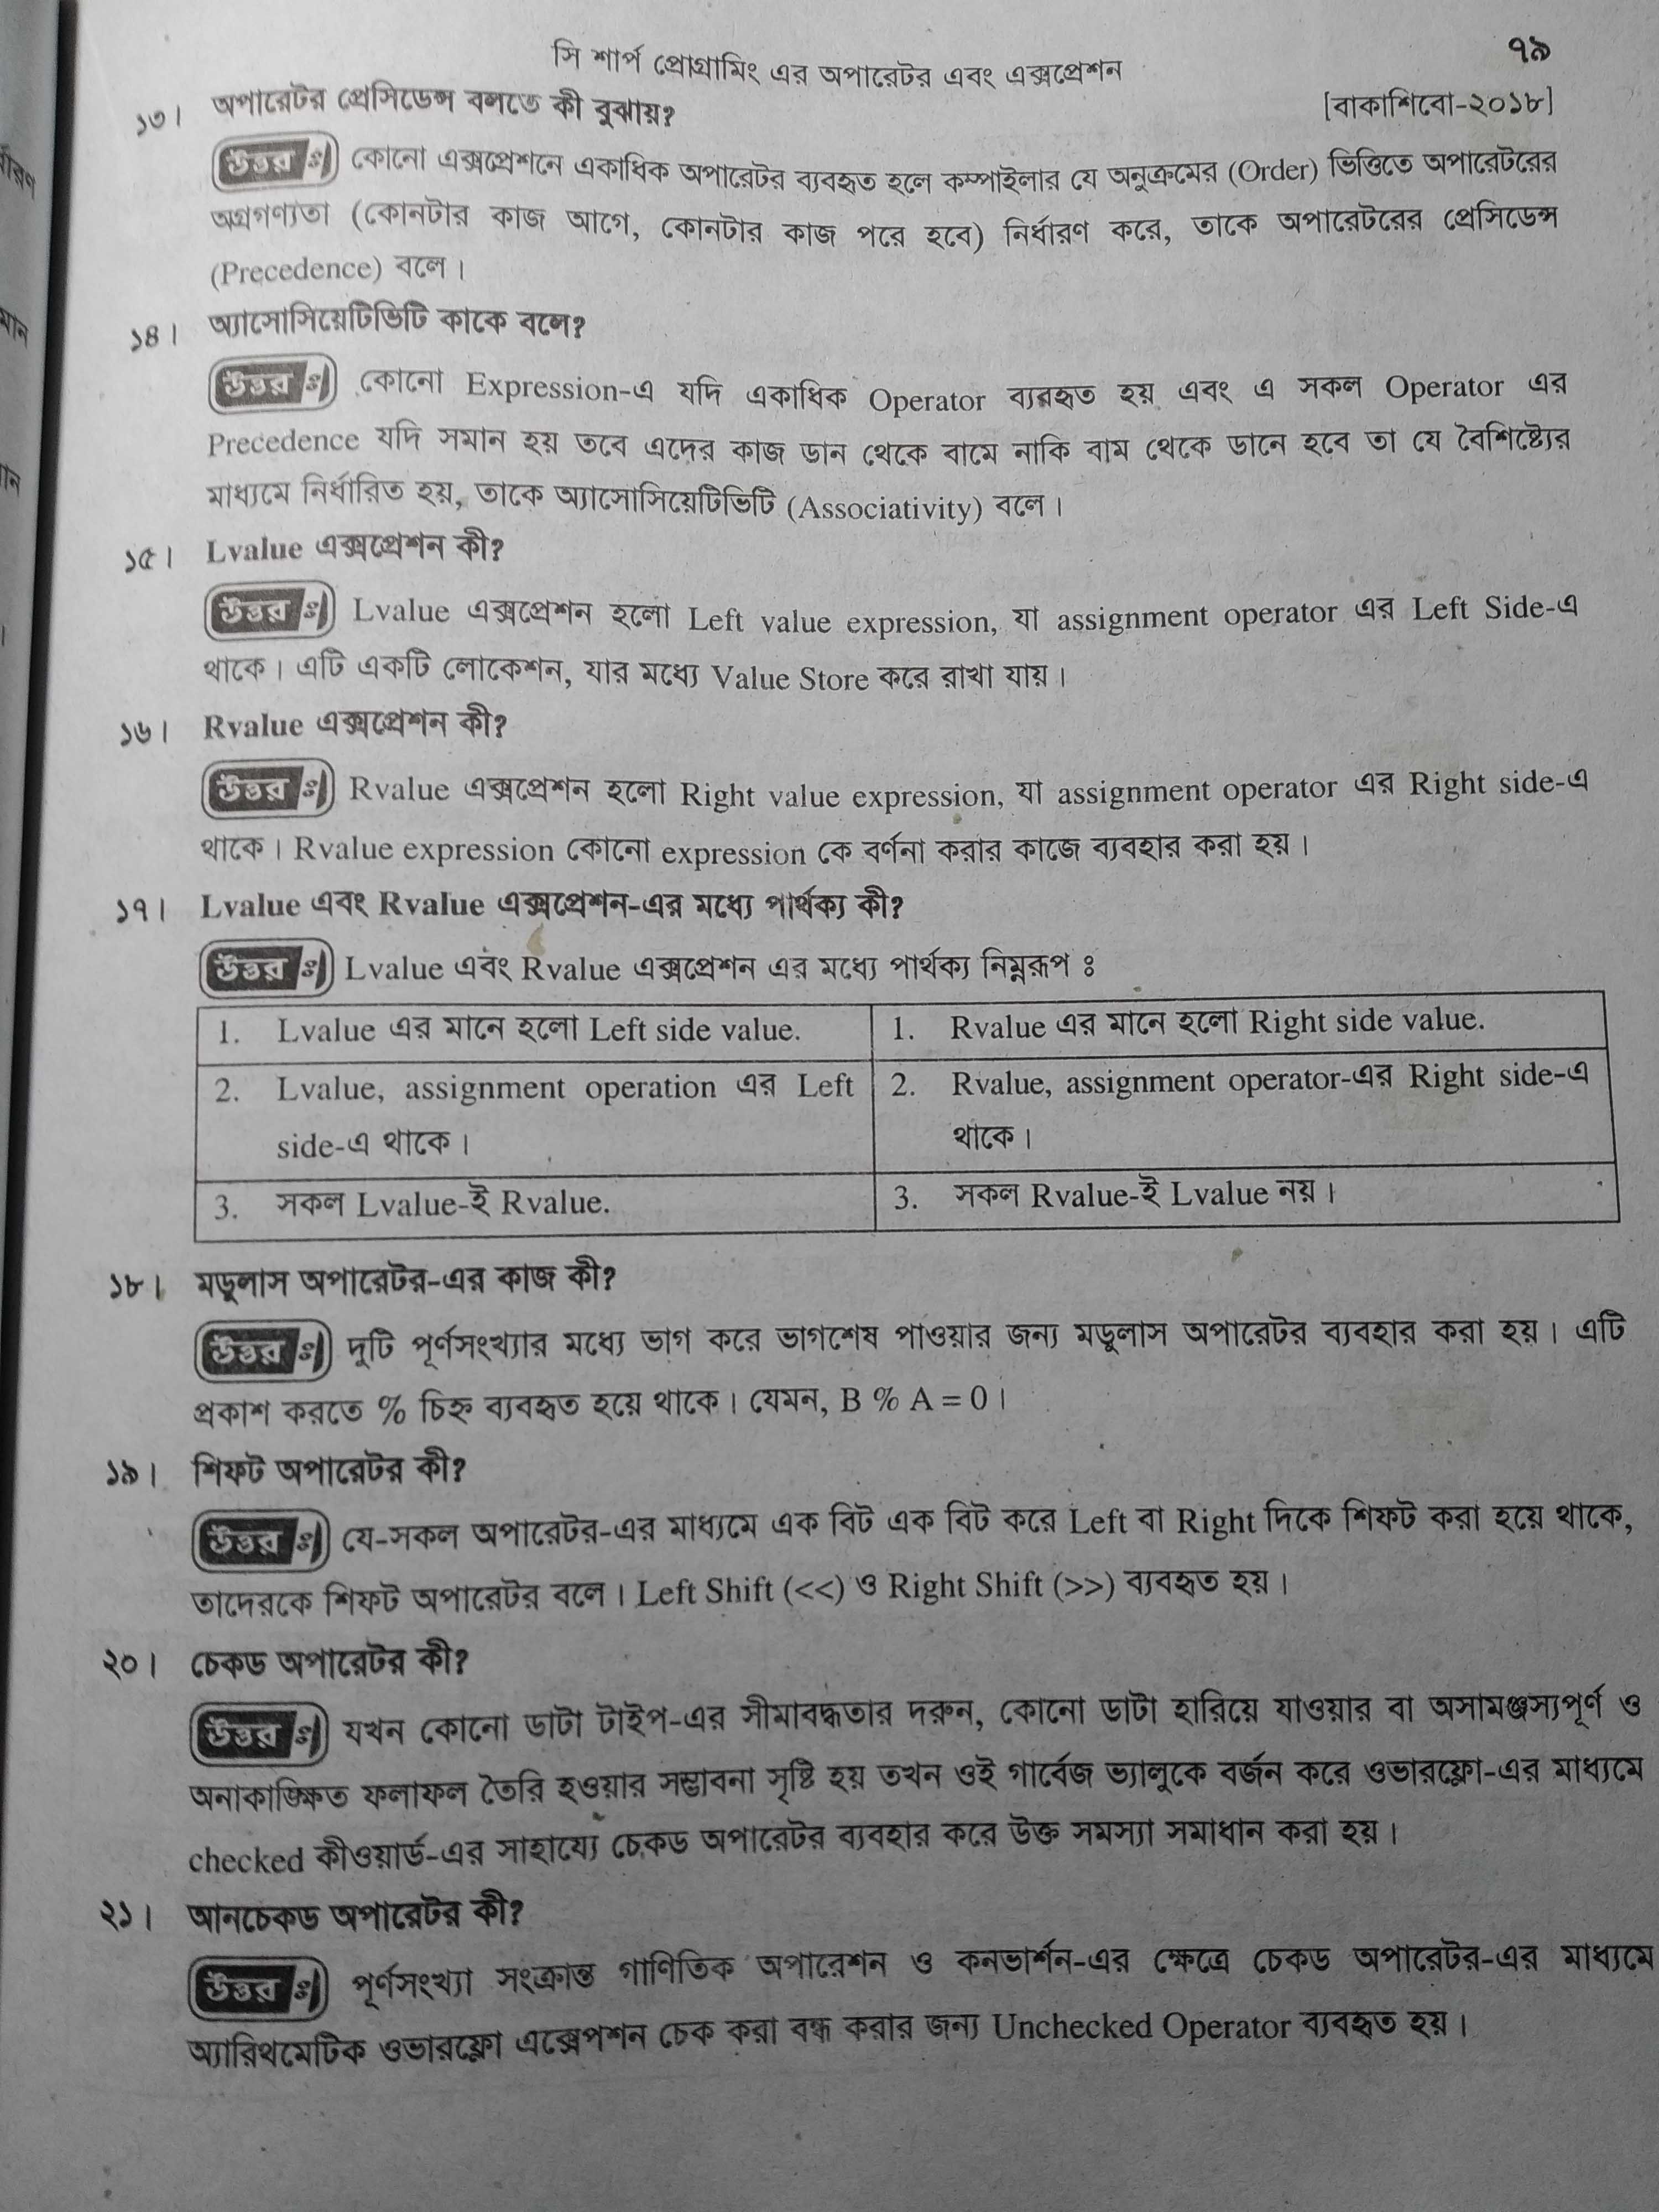 সি শার্প প্রোগ্রামিং এর অপারেটর এবং এক্সপ্রেশন
৭৯
১৩। অপারেটর প্রেসিডেন্স বলতে কী বুঝায়? [বাকাশিবো-২০১৮]
উত্তর ঃ কোনো এক্সপ্রেশনে একাধিক অপারেটর ব্যবহৃত হলে কম্পাইলার যে অনুক্রমের (Order) ভিত্তিতে অপারেটরের
অগ্রগণ্যতা (কোনটার কাজ আগে, কোনটার কাজ পরে হবে) নির্ধারণ করে, তাকে অপারেটরের প্রেসিডেন্স
(Precedence) বলে।
১৪। অ্যাসোসিয়েটিভিটি কাকে বলে?
উত্তর ঃ কোনো Expression-এ যদি একাধিক Operator ব্যবহৃত হয় এবং এ সকল Operator এর
Precedence যদি সমান হয় তবে এদের কাজ ডান থেকে বামে নাকি বাম থেকে ডানে হবে তা যে বৈশিষ্ট্যের
মাধ্যমে নির্ধারিত হয়, তাকে অ্যাসোসিয়েটিভিটি (Associativity) বলে।
১৫। Lvalue এক্সপ্রেশন কী?
উত্তর ঃ Lvalue এক্সপ্রেশন হলো Left value expression, যা assignment operator এর Left Side-এ
থাকে। এটি একটি লোকেশন, যার মধ্যে Value Store করে রাখা যায়।
১৬। Rvalue এক্সপ্রেশন কী?
উত্তর ঃ Rvalue এক্সপ্রেশন হলো Right value expression, যা assignment operator এর Right side-এ
থাকে। Rvalue expression কোনো expression কে বর্ণনা করার কাজে ব্যবহার করা হয়।
১৭। Lvalue এবং Rvalue এক্সপ্রেশন-এর মধ্যে পার্থক্য কী?
উত্তর ঃ Lvalue এবং Rvalue এক্সপ্রেশন এর মধ্যে পার্থক্য নিম্নরূপ ঃ
1. Lvalue এর মানে হলো Left side value.
1. Rvalue এর মানে হলো Right side value.
2. Lvalue, assignment operation এর Left
side-এ থাকে।
2. Rvalue, assignment operator-এর Right side-এ
থাকে।
3. সকল Lvalue-ই Rvalue.
3. সকল Rvalue-ই Lvalue নয়।
১৮। মডুলাস অপারেটর-এর কাজ কী?
উত্তর ঃ দুটি পূর্ণসংখ্যার মধ্যে ভাগ করে ভাগশেষ পাওয়ার জন্য মডুলাস অপারেটর ব্যবহার করা হয়। এটি
প্রকাশ করতে % চিহ্ন ব্যবহৃত হয়ে থাকে। যেমন, B % A = 0।
১৯। শিফট অপারেটর কী?
উত্তর ঃ যে-সকল অপারেটর-এর মাধ্যমে এক বিট এক বিট করে Left বা Right দিকে শিফট করা হয়ে থাকে,
তাদেরকে শিফট অপারেটর বলে। Left Shift (<<) ও Right Shift (>>) ব্যবহৃত হয়।
২০। চেকড অপারেটর কী?
উত্তর ঃ যখন কোনো ডাটা টাইপ-এর সীমাবদ্ধতার দরুন, কোনো ডাটা হারিয়ে যাওয়ার বা অসামঞ্জস্যপূর্ণ ও
অনাকাঙ্ক্ষিত ফলাফল তৈরি হওয়ার সম্ভাবনা সৃষ্টি হয় তখন ওই গার্বেজ ভ্যালুকে বর্জন করে ওভারফ্লো-এর মাধ্যমে
checked কীওয়ার্ড-এর সাহায্যে চেকড অপারেটর ব্যবহার করে উক্ত সমস্যা সমাধান করা হয়।
২১। আনচেকড অপারেটর কী?
উত্তর ঃ পূর্ণসংখ্যা সংক্রান্ত গাণিতিক অপারেশন ও কনভার্শন-এর ক্ষেত্রে চেকড অপারেটর-এর মাধ্যমে
অ্যারিথমেটিক ওভারফ্লো এক্সেপশন চেক করা বন্ধ করার জন্য Unchecked Operator ব্যবহৃত হয়।